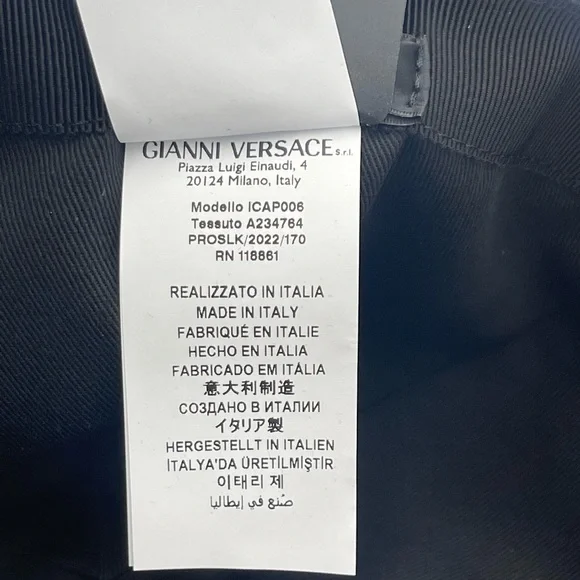 GIANNI VERSACE S.r.l.
Piazza Luigi Einaudi, 4
20124 Milano, Italy
Modello ICAP006
Tessuto A234764
PROSLK/2022/170
RN 118861
REALIZZATO IN ITALIA
MADE IN ITALY
FABRIQUÉ EN ITALIE
HECHO EN ITALIA
FABRICADO EM ITÁLIA
意大利制造
СОЗДАНО В ИТАЛИИ
イタリア製
HERGESTELLT IN ITALIEN
İTALYA'DA ÜRETİLMİŞTİR
이태리 제
صُنع في إيطاليا